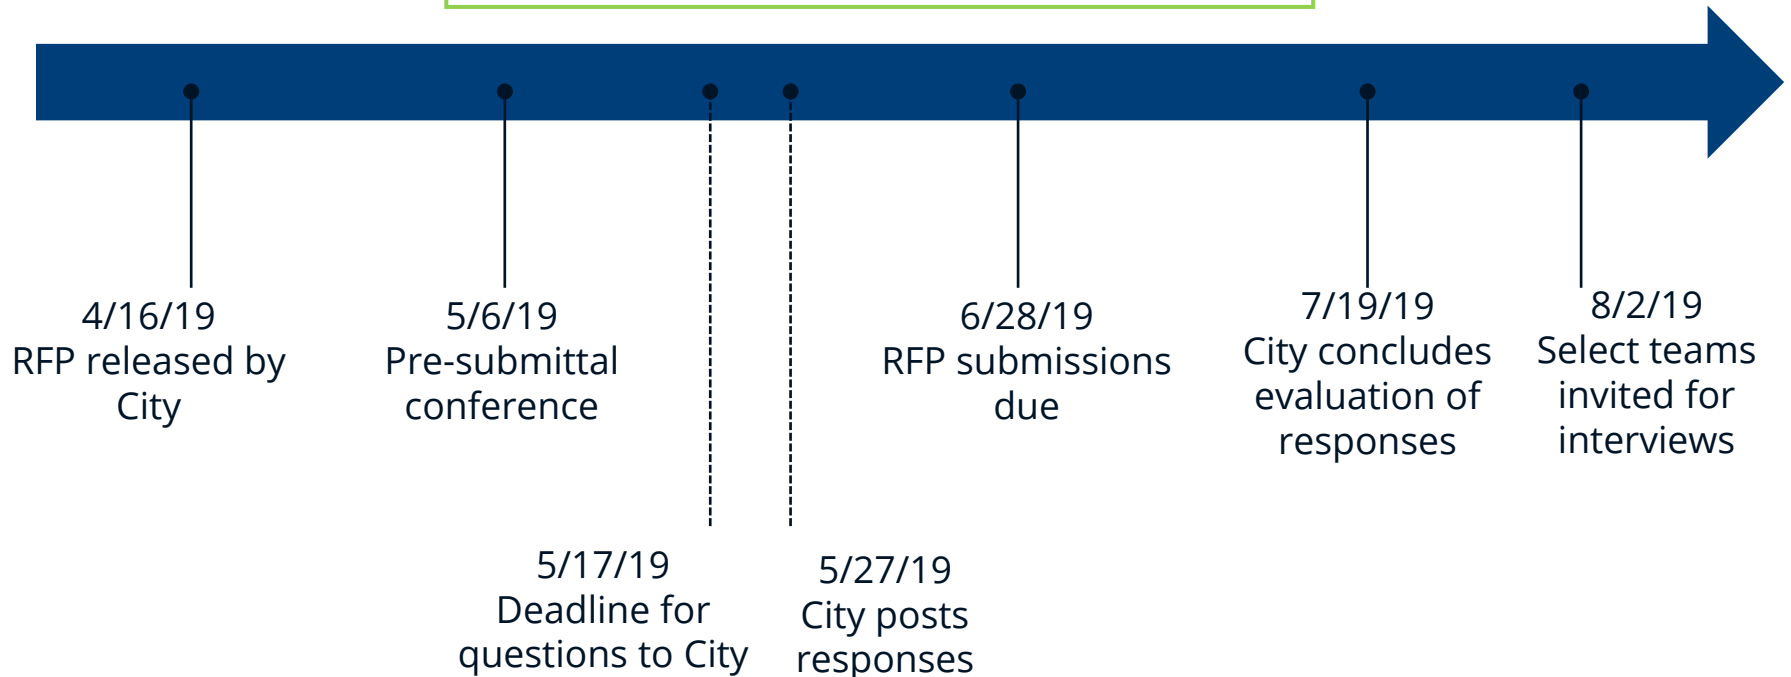 4/16/19
RFP released by
City
5/6/19
Pre-submittal
conference
5/17/19
Deadline for
questions to City
5/27/19
City posts
responses
6/28/19
RFP submissions
due
7/19/19
City concludes
evaluation of
responses
8/2/19
Select teams
invited for
interviews